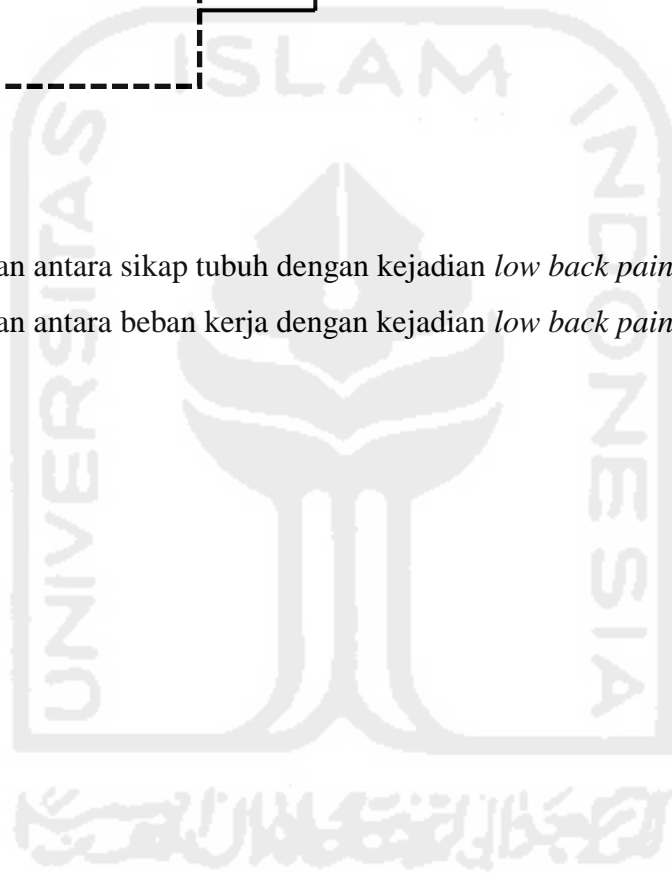 ISLAM
UNIVERSITAS
INDONESIA
an antara sikap tubuh dengan kejadian low back pain
an antara beban kerja dengan kejadian low back pain